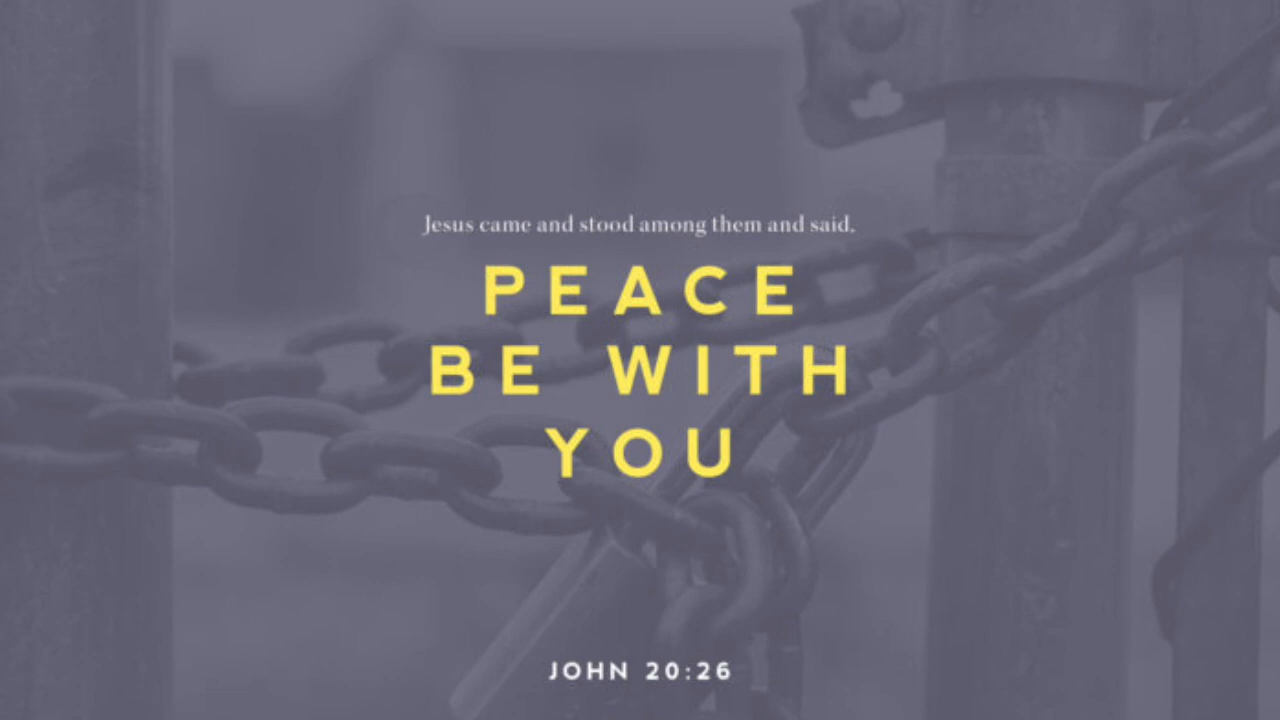 Jesus came and stood among them and said,
PEACE
BE WITH
YOU
JOHN 20:26